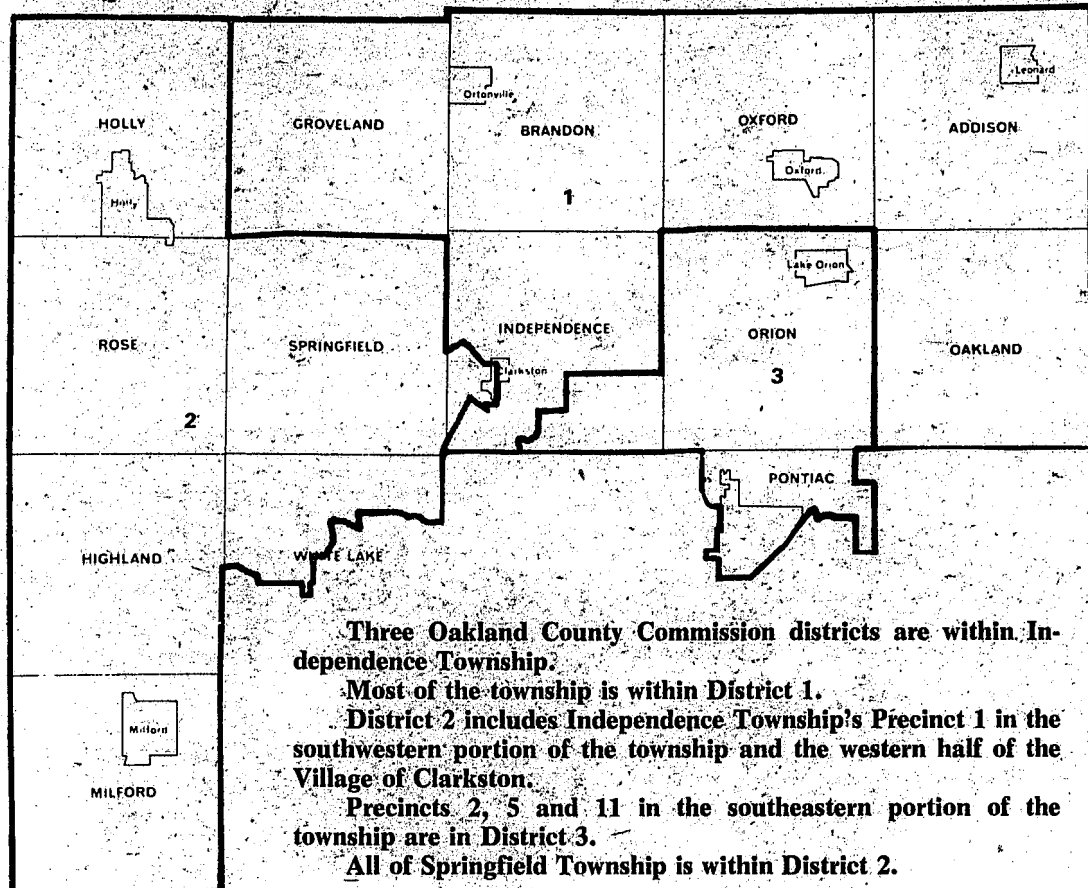 HOLLY
GROVELAND
Ortonville
BRANDON
OXFORD
Leonard
ADDISON
Oxford
Holly
1
Lake Orion
ROSE
SPRINGFIELD
INDEPENDENCE
ORION
OAKLAND
Clarkston
3
2
PONTIAC
HIGHLAND
WHITE LAKE
Milford
MILFORD
Three Oakland County Commission districts are within In-
dependence Township.
Most of the township is within District 1.
District 2 includes Independence Township's Precinct 1 in the
southwestern portion of the township and the western half of the
Village of Clarkston.
Precincts 2, 5 and 11 in the southeastern portion of the
township are in District 3.
All of Springfield Township is within District 2.